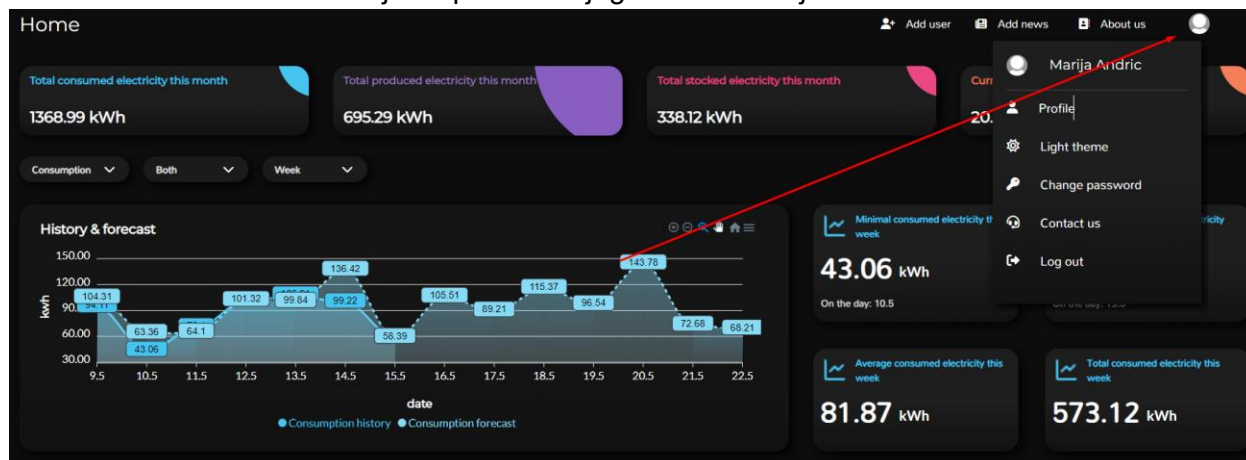 Home
Add user
Add news
About us
Marija Andric
Profile
Light theme
Change password
Contact us
Log out
Total consumed electricity this month
1368.99 kWh
Total produced electricity this month
695.29 kWh
Total stocked electricity this month
338.12 kWh
20.
Consumption
Both
Week
History & forecast
150.00
120.00
90.
60.00
30.00
kwh
104.31
63.36
43.06
64.1
101.32
99.84
136.42
99.22
58.39
105.51
89.21
115.37
96.54
143.78
72.68
68.21
9.5 10.5 11.5 12.5 13.5 14.5 15.5 16.5 17.5 18.5 19.5 20.5 21.5 22.5
date
Consumption history Consumption forecast
Minimal consumed
week
43.06 kWh
On the day: 10.5
Average consumed electricity this
week
81.87 kWh
Total consumed electricity this
week
573.12 kWh